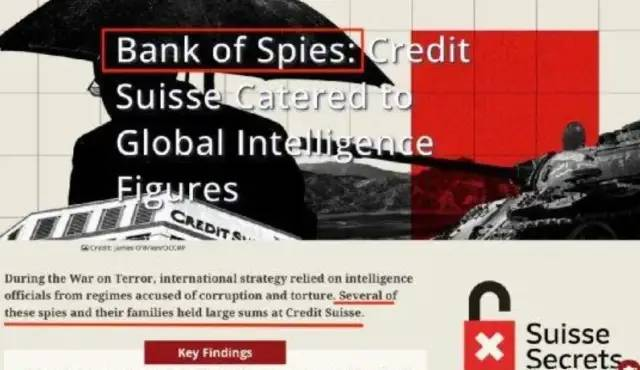 Bank of Spies: Credit
Suisse Catered to
Global Intelligence
Figures
CREDIT SU
Credit: James O'Brien/OCCRP
During the War on Terror, international strategy relied on intelligence
officials from regimes accused of corruption and torture. Several of
these spies and their families held large sums at Credit Suisse.
Key Findings
Suisse
Secrets